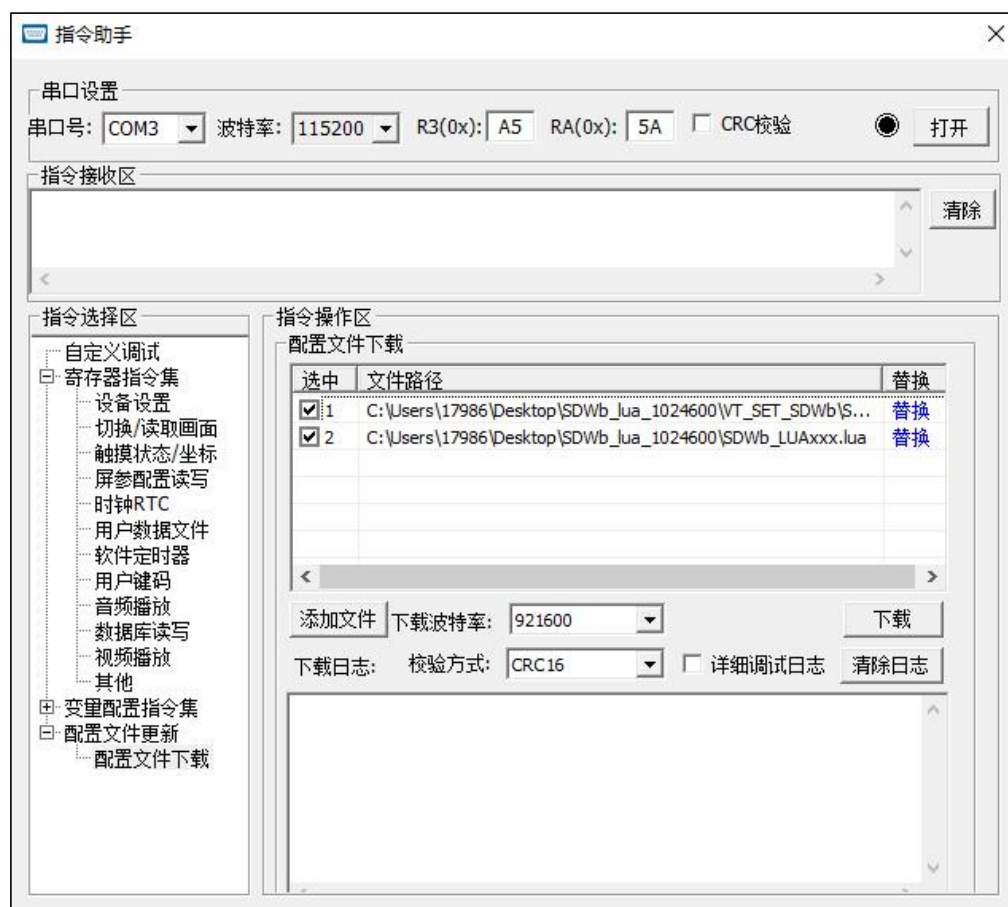 指令助手
串口设置
串口号: COM3 波特率: 115200 R3(0x): A5 RA(0x): 5A CRC校验 打开
指令接收区
清除
指令选择区
自定义调试
寄存器指令集
设备设置
切换/读取画面
触摸状态/坐标
屏参配置读写
时钟RTC
用户数据文件
软件定时器
用户键码
音频播放
数据库读写
视频播放
其他
变量配置指令集
配置文件更新
配置文件下载
指令操作区
配置文件下载
选中 文件路径 替换
1 C:\Users\17986\Desktop\SDWb_lua_1024600\VT_SET_SDWb\S... 替换
2 C:\Users\17986\Desktop\SDWb_lua_1024600\SDWb_LUAxxx.lua 替换
添加文件 下载波特率: 921600 下载
下载日志: 校验方式: CRC16 详细调试日志 清除日志